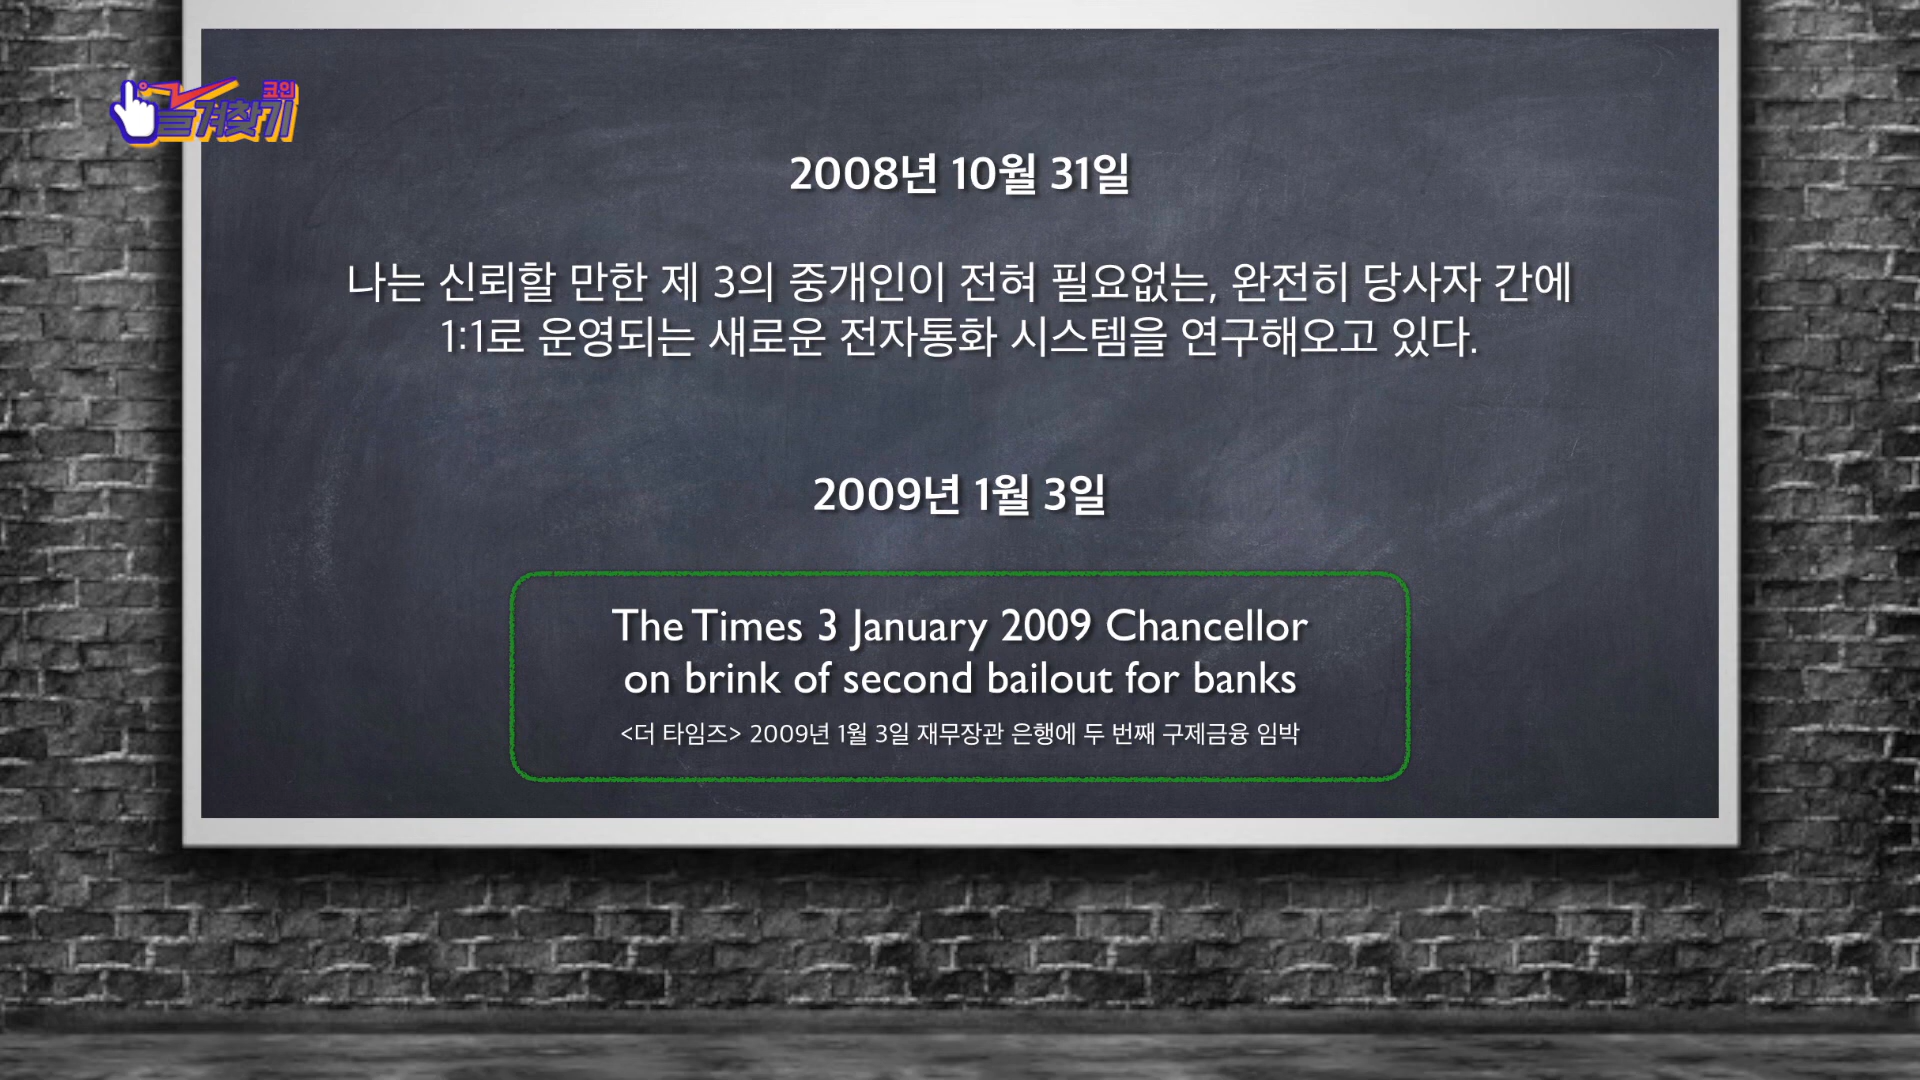 코인
즐겨찾기
2008년 10월 31일
나는 신뢰할 만한 제 3의 중개인이 전혀 필요없는, 완전히 당사자 간에
1:1로 운영되는 새로운 전자통화 시스템을 연구해오고 있다.
2009년 1월 3일
The Times 3 January 2009 Chancellor
on brink of second bailout for banks
<더 타임즈> 2009년 1월 3일 재무장관 은행에 두 번째 구제금융 임박